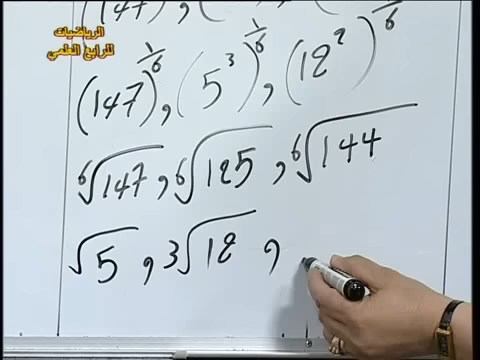 الرياضيات
للرابع العلمي
(147)^{1/6} , (5^3)^{1/6} , (12^2)^{1/6}
⁶√147 , ⁶√125 , ⁶√144
√5 , ³√12 ,